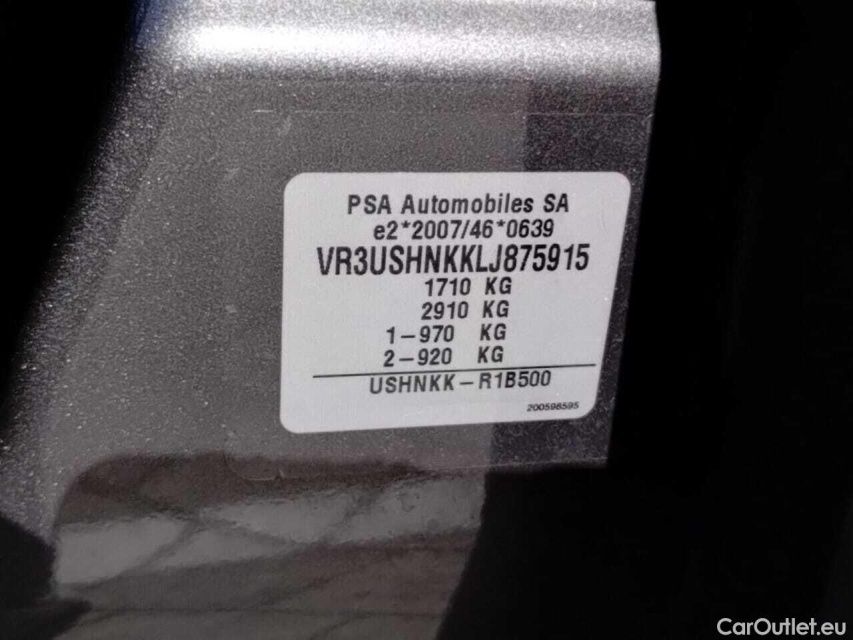 PSA Automobiles SA
e2*2007/46*0639
VR3USHNKKLJ875915
1710 KG
2910 KG
1-970 KG
2-920 KG
USHNKK-R1B500
200598595
CarOutlet.eu